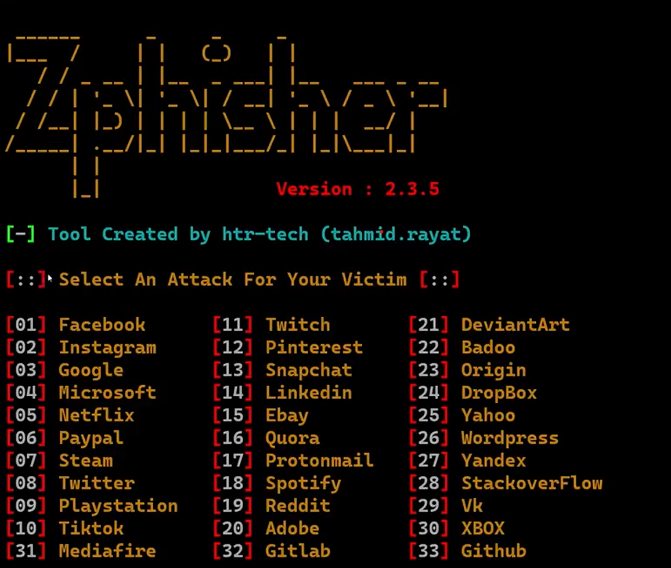 Zphisher
Version : 2.3.5
[-] Tool Created by htr-tech (tahmid.rayat)
[::] Select An Attack For Your Victim [::]
[01] Facebook [11] Twitch [21] DeviantArt
[02] Instagram [12] Pinterest [22] Badoo
[03] Google [13] Snapchat [23] Origin
[04] Microsoft [14] Linkedin [24] DropBox
[05] Netflix [15] Ebay [25] Yahoo
[06] Paypal [16] Quora [26] Wordpress
[07] Steam [17] Protonmail [27] Yandex
[08] Twitter [18] Spotify [28] StackoverFlow
[09] Playstation [19] Reddit [29] Vk
[10] Tiktok [20] Adobe [30] XBOX
[31] Mediafire [32] Gitlab [33] Github